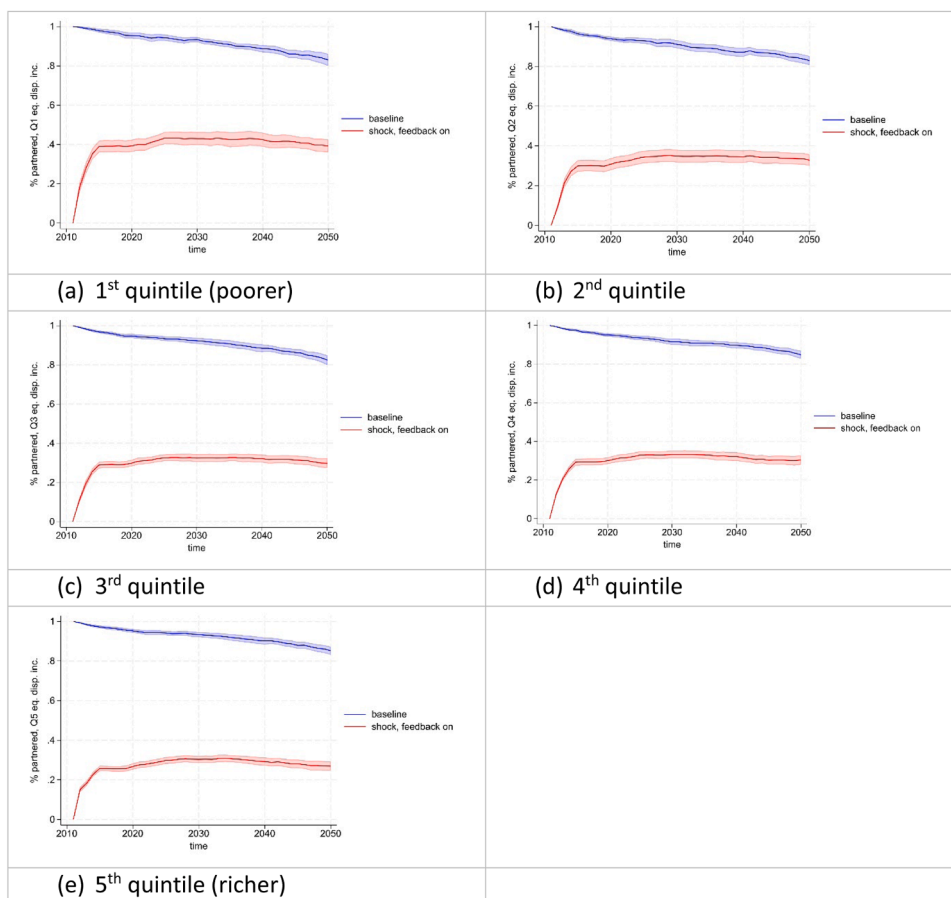 % partnered, Q1 eq. disp. inc.
1
.8
.6
.4
.2
0
2010 2020 2030 2040 2050
time
baseline
shock, feedback on
(a) 1st quintile (poorer)
% partnered, Q2 eq. disp. inc.
1
.8
.6
.4
.2
0
2010 2020 2030 2040 2050
time
baseline
shock, feedback on
(b) 2nd quintile
% partnered, Q3 eq. disp. inc.
1
.8
.6
.4
.2
0
2010 2020 2030 2040 2050
time
baseline
shock, feedback on
(c) 3rd quintile
% partnered, Q4 eq. disp. inc.
1
.8
.6
.4
.2
0
2010 2020 2030 2040 2050
time
baseline
shock, feedback on
(d) 4th quintile
% partnered, Q5 eq. disp. inc.
1
.8
.6
.4
.2
0
2010 2020 2030 2040 2050
time
baseline
shock, feedback on
(e) 5th quintile (richer)